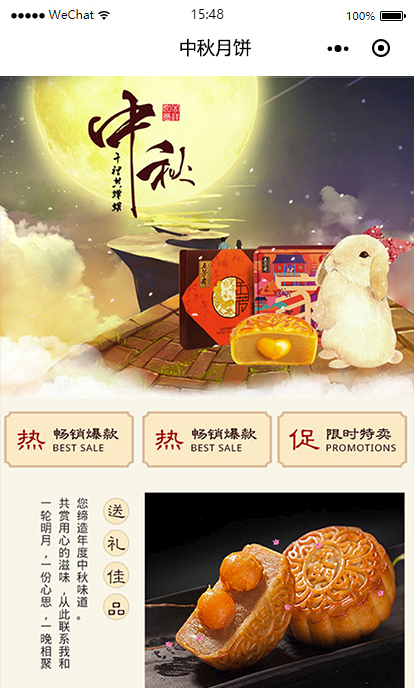 WeChat
15:48
100%
中秋月饼
中秋
千里共婵娟
热
畅销爆款
BEST SALE
热
畅销爆款
BEST SALE
促
限时特卖
PROMOTIONS
送礼佳品
您缔造年度中秋味道。
共赏用心的滋味，从此联系我和
一轮明月，一份心思，一晚相聚